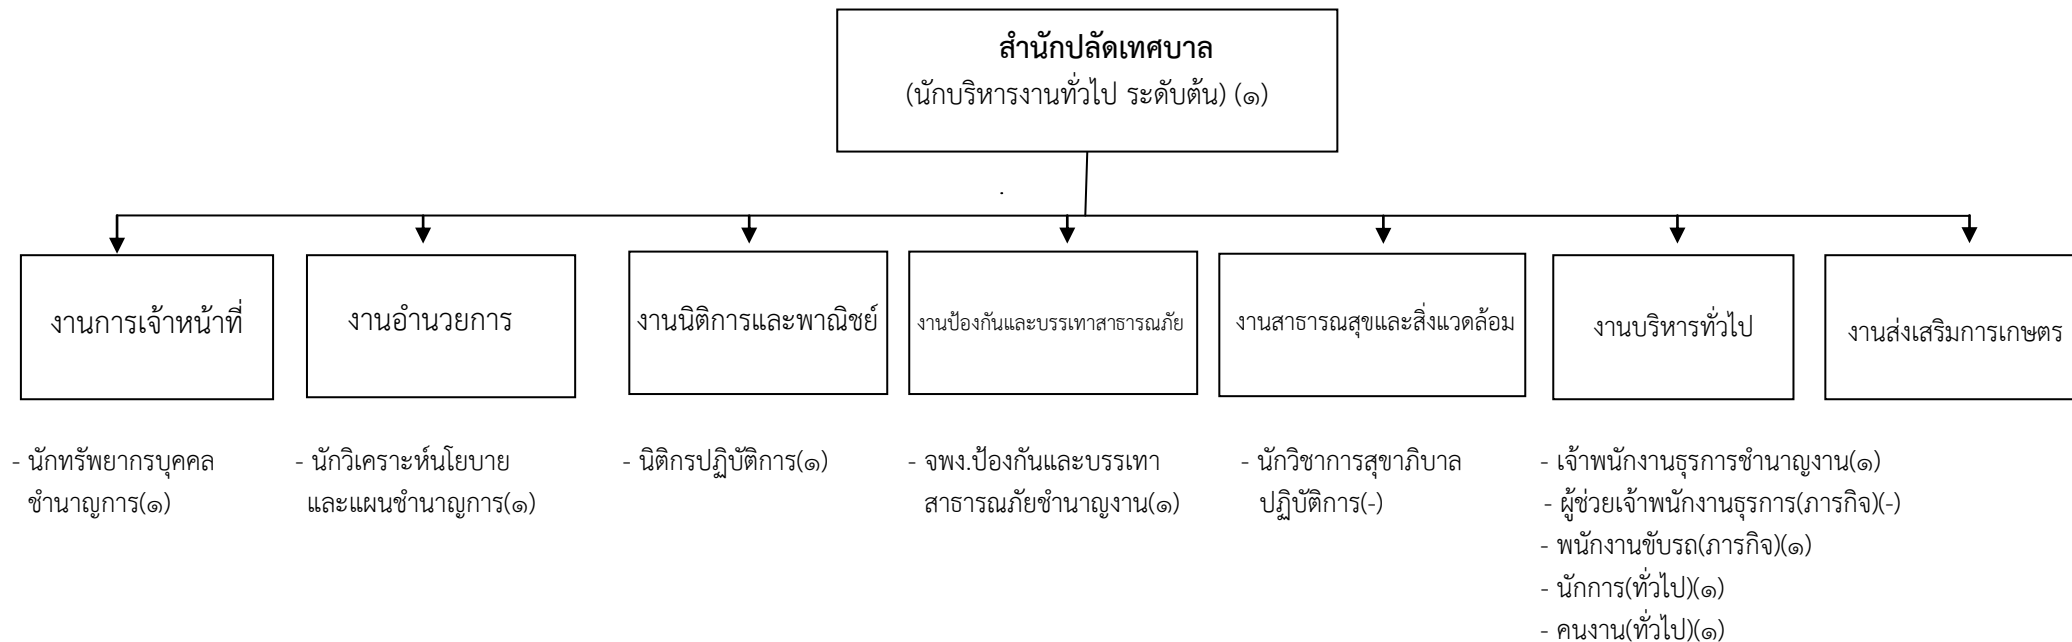 สำนักปลัดเทศบาล
(นักบริหารงานทั่วไป ระดับต้น) (๑)
งานการเจ้าหน้าที่
งานอำนวยการ
งานนิติการและพาณิชย์
งานป้องกันและบรรเทาสาธารณภัย
งานสาธารณสุขและสิ่งแวดล้อม
งานบริหารทั่วไป
งานส่งเสริมการเกษตร
- นักทรัพยากรบุคคล
ชำนาญการ(๑)
- นักวิเคราะห์นโยบาย
และแผนชำนาญการ(๑)
- นิติกรปฏิบัติการ(๑)
- จพง.ป้องกันและบรรเทา
สาธารณภัยชำนาญงาน(๑)
- นักวิชาการสุขาภิบาล
ปฏิบัติการ(-)
- เจ้าพนักงานธุรการชำนาญงาน(๑)
- ผู้ช่วยเจ้าพนักงานธุรการ(ภารกิจ)(-)
- พนักงานขับรถ(ภารกิจ)(๑)
- นักการ(ทั่วไป)(๑)
- คนงาน(ทั่วไป)(๑)